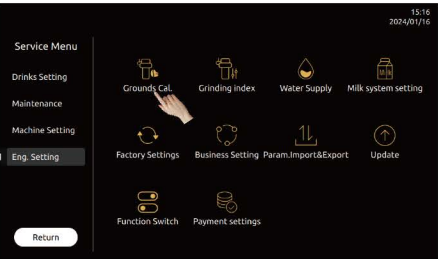 15:16
2024/01/16
Service Menu
Drinks Setting
Maintenance
Machine Setting
Eng. Setting
Return
Grounds Cal.
Grinding index
Water Supply
Milk system setting
Factory Settings
Business Setting
Param.Import&Export
Update
Function Switch
Payment settings